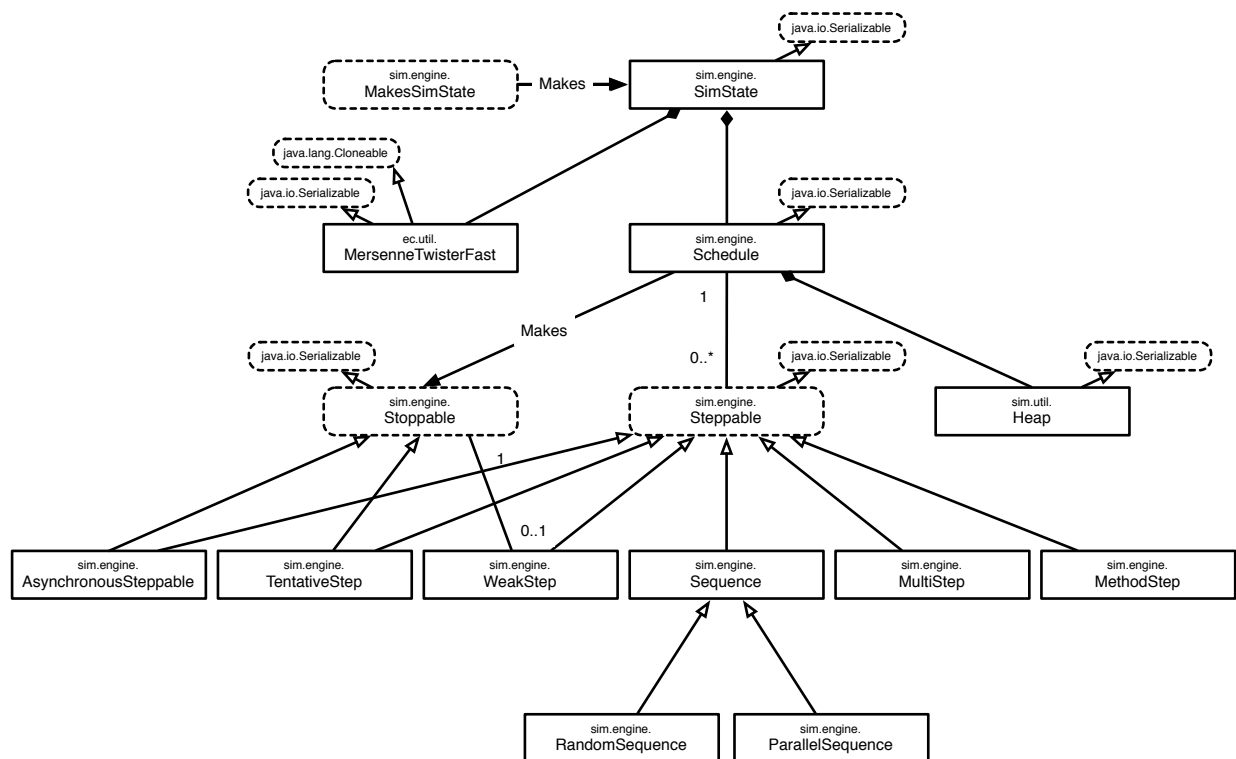 java.io.Serializable
sim.engine.
MakesSimState
Makes
sim.engine.
SimState
java.lang.Cloneable
java.io.Serializable
java.io.Serializable
ec.util.
MersenneTwisterFast
sim.engine.
Schedule
1
Makes
0..*
java.io.Serializable
java.io.Serializable
java.io.Serializable
sim.engine.
Stoppable
sim.engine.
Steppable
sim.util.
Heap
1
0..1
sim.engine.
AsynchronousSteppable
sim.engine.
TentativeStep
sim.engine.
WeakStep
sim.engine.
Sequence
sim.engine.
MultiStep
sim.engine.
MethodStep
sim.engine.
RandomSequence
sim.engine.
ParallelSequence